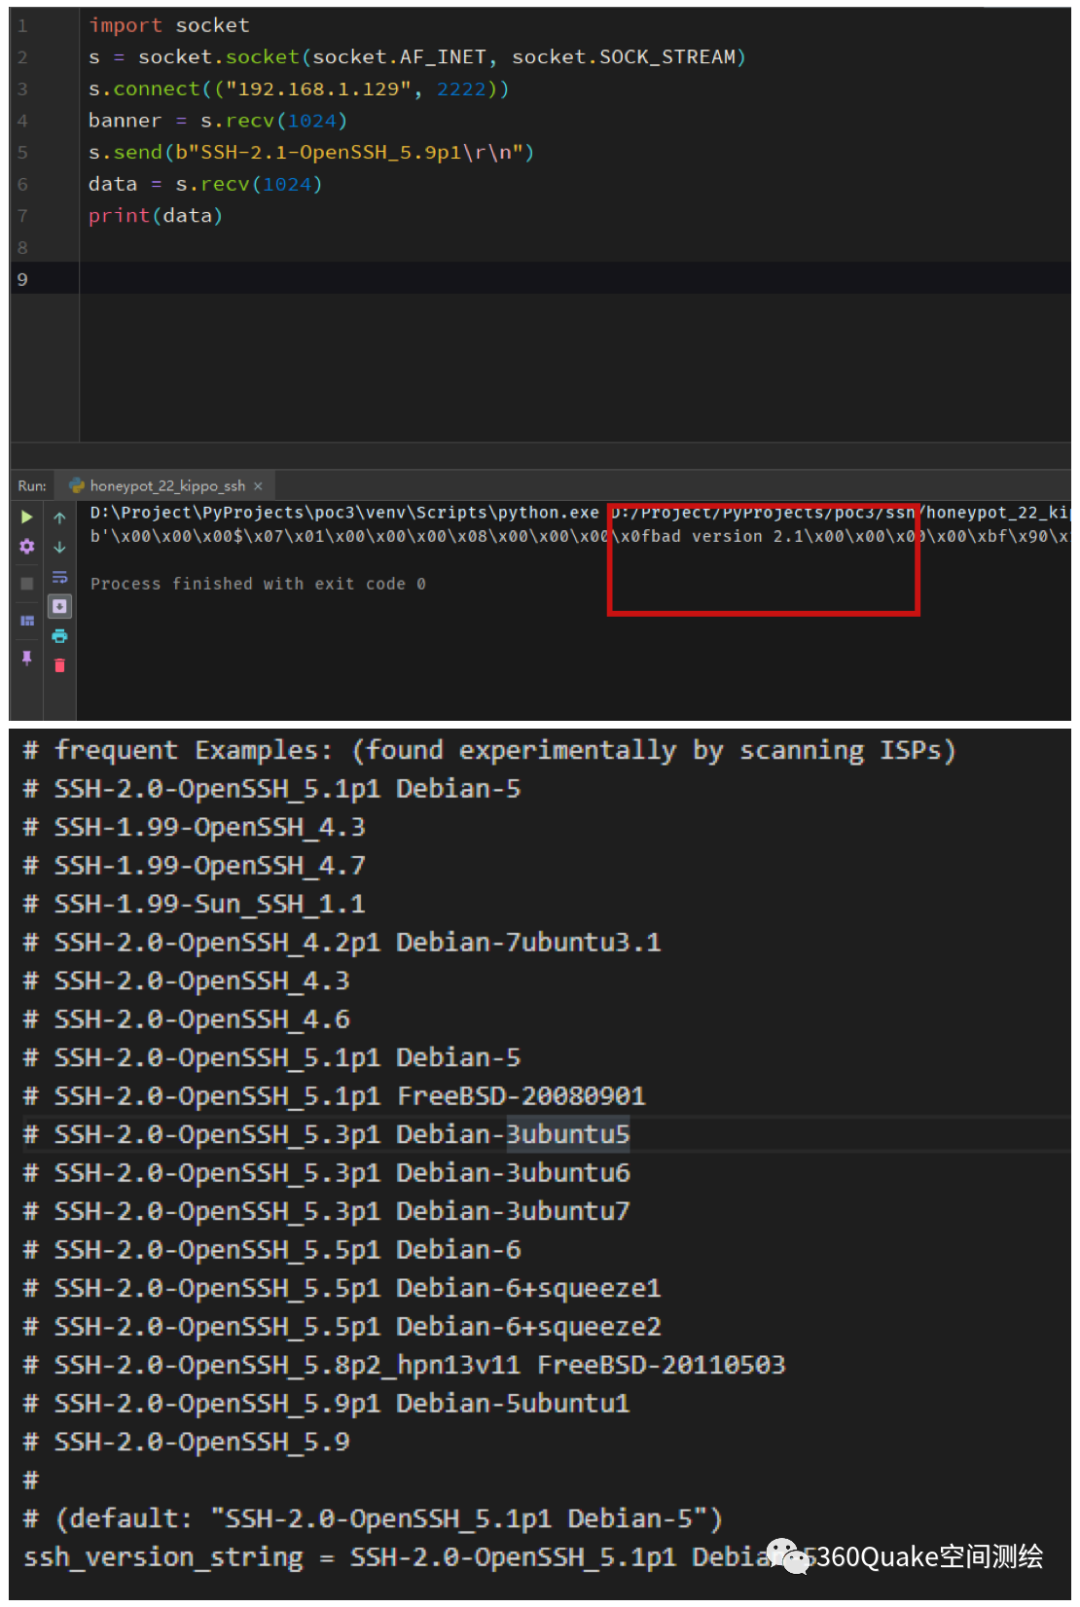 1 import socket
2 s = socket.socket(socket.AF_INET, socket.SOCK_STREAM)
3 s.connect(("192.168.1.129", 2222))
4 banner = s.recv(1024)
5 s.send(b"SSH-2.1-OpenSSH_5.9p1\r\n")
6 data = s.recv(1024)
7 print(data)
8
9
Run: honeypot_22_kippo_ssh ×
D:\Project\PyProjects\poc3\venv\Scripts\python.exe D:/Project/PyProjects/poc3/ssh/honeypot_22_kip
b'\x00\x00\x00$\x07\x01\x00\x00\x00\x08\x00\x00\x00\x0fbad version 2.1\x00\x00\x00\x00\xbf\x90\x
Process finished with exit code 0
# frequent Examples: (found experimentally by scanning ISPs)
# SSH-2.0-OpenSSH_5.1p1 Debian-5
# SSH-1.99-OpenSSH_4.3
# SSH-1.99-OpenSSH_4.7
# SSH-1.99-Sun_SSH_1.1
# SSH-2.0-OpenSSH_4.2p1 Debian-7ubuntu3.1
# SSH-2.0-OpenSSH_4.3
# SSH-2.0-OpenSSH_4.6
# SSH-2.0-OpenSSH_5.1p1 Debian-5
# SSH-2.0-OpenSSH_5.1p1 FreeBSD-20080901
# SSH-2.0-OpenSSH_5.3p1 Debian-3ubuntu5
# SSH-2.0-OpenSSH_5.3p1 Debian-3ubuntu6
# SSH-2.0-OpenSSH_5.3p1 Debian-3ubuntu7
# SSH-2.0-OpenSSH_5.5p1 Debian-6
# SSH-2.0-OpenSSH_5.5p1 Debian-6+squeeze1
# SSH-2.0-OpenSSH_5.5p1 Debian-6+squeeze2
# SSH-2.0-OpenSSH_5.8p2_hpn13v11 FreeBSD-20110503
# SSH-2.0-OpenSSH_5.9p1 Debian-5ubuntu1
# SSH-2.0-OpenSSH_5.9
#
# (default: "SSH-2.0-OpenSSH_5.1p1 Debian-5")
ssh_version_string = SSH-2.0-OpenSSH_5.1p1 Debian-5
360Quake空间测绘